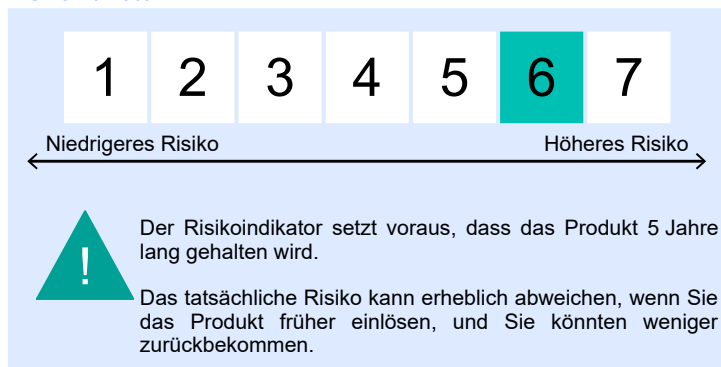 1 2 3 4 5 6 7
Niedrigeres Risiko Höheres Risiko
!
Der Risikoindikator setzt voraus, dass das Produkt 5 Jahre
lang gehalten wird.
Das tatsächliche Risiko kann erheblich abweichen, wenn Sie
das Produkt früher einlösen, und Sie könnten weniger
zurückbekommen.